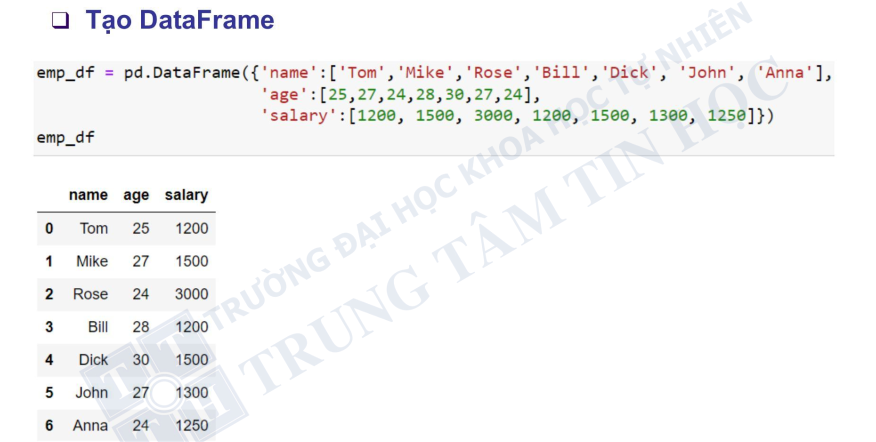 ❑ Tạo DataFrame
emp_df = pd.DataFrame({'name':['Tom','Mike','Rose','Bill','Dick', 'John', 'Anna'],
'age':[25,27,24,28,30,27,24],
'salary':[1200, 1500, 3000, 1200, 1500, 1300, 1250]})
emp_df
name age salary
0 Tom 25 1200
1 Mike 27 1500
2 Rose 24 3000
3 Bill 28 1200
4 Dick 30 1500
5 John 27 1300
6 Anna 24 1250
TRƯỜNG ĐẠI HỌC KHOA HỌC TỰ NHIÊN
TRUNG TÂM TIN HỌC